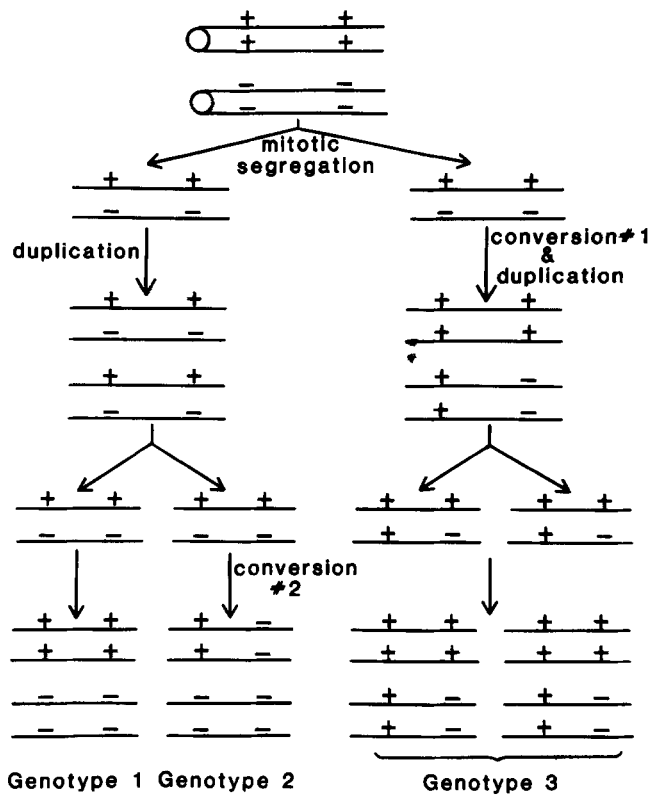 + +
+ +
− −
− −
mitotic
segregation
+ + + +
− − − −
duplication
conversion#1
&
duplication
+ + + +
− − + +
+ + + −
− − + −
+ + + + + + + +
− − − − + − + −
conversion
#2
+ + + − + + + +
+ + + − + + + +
− − − − + − + −
− − − − + − + −
Genotype 1 Genotype 2 Genotype 3